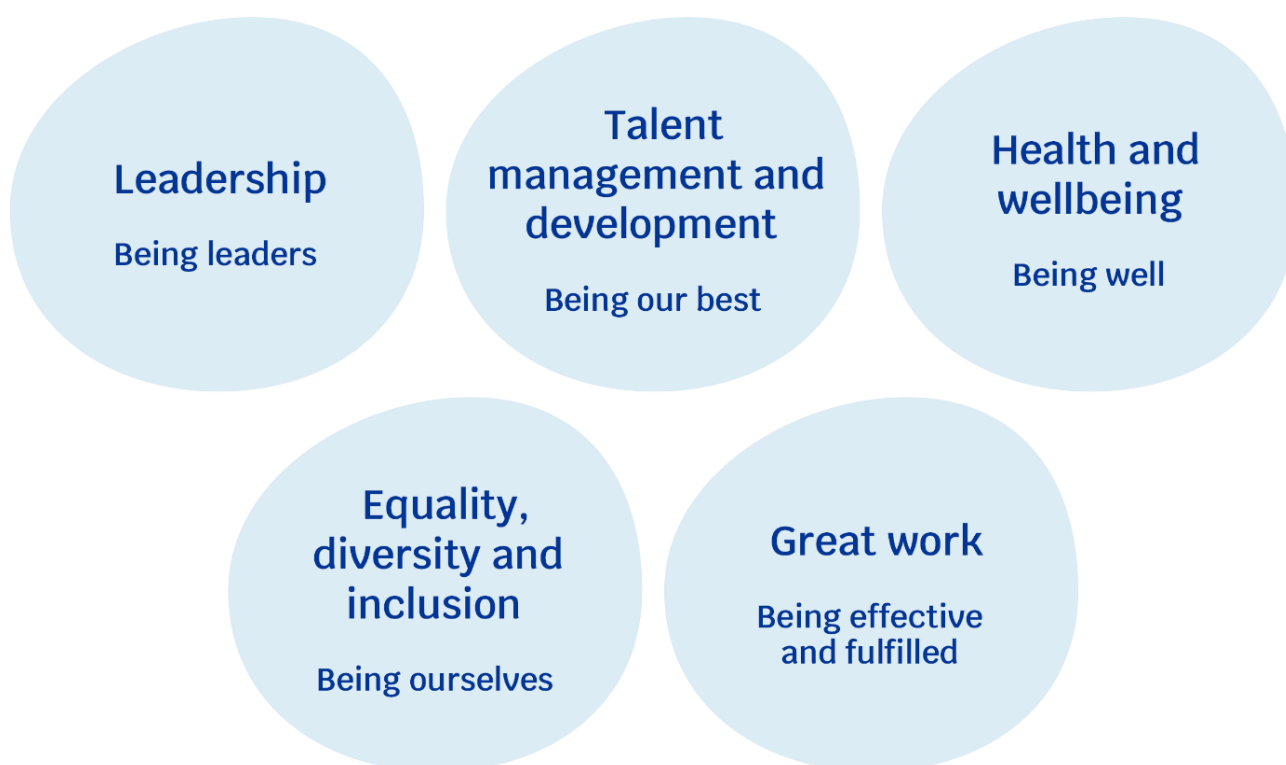 Leadership
Being leaders
Talent
management and
development
Being our best
Health and
wellbeing
Being well
Equality,
diversity and
inclusion
Being ourselves
Great work
Being effective
and fulfilled